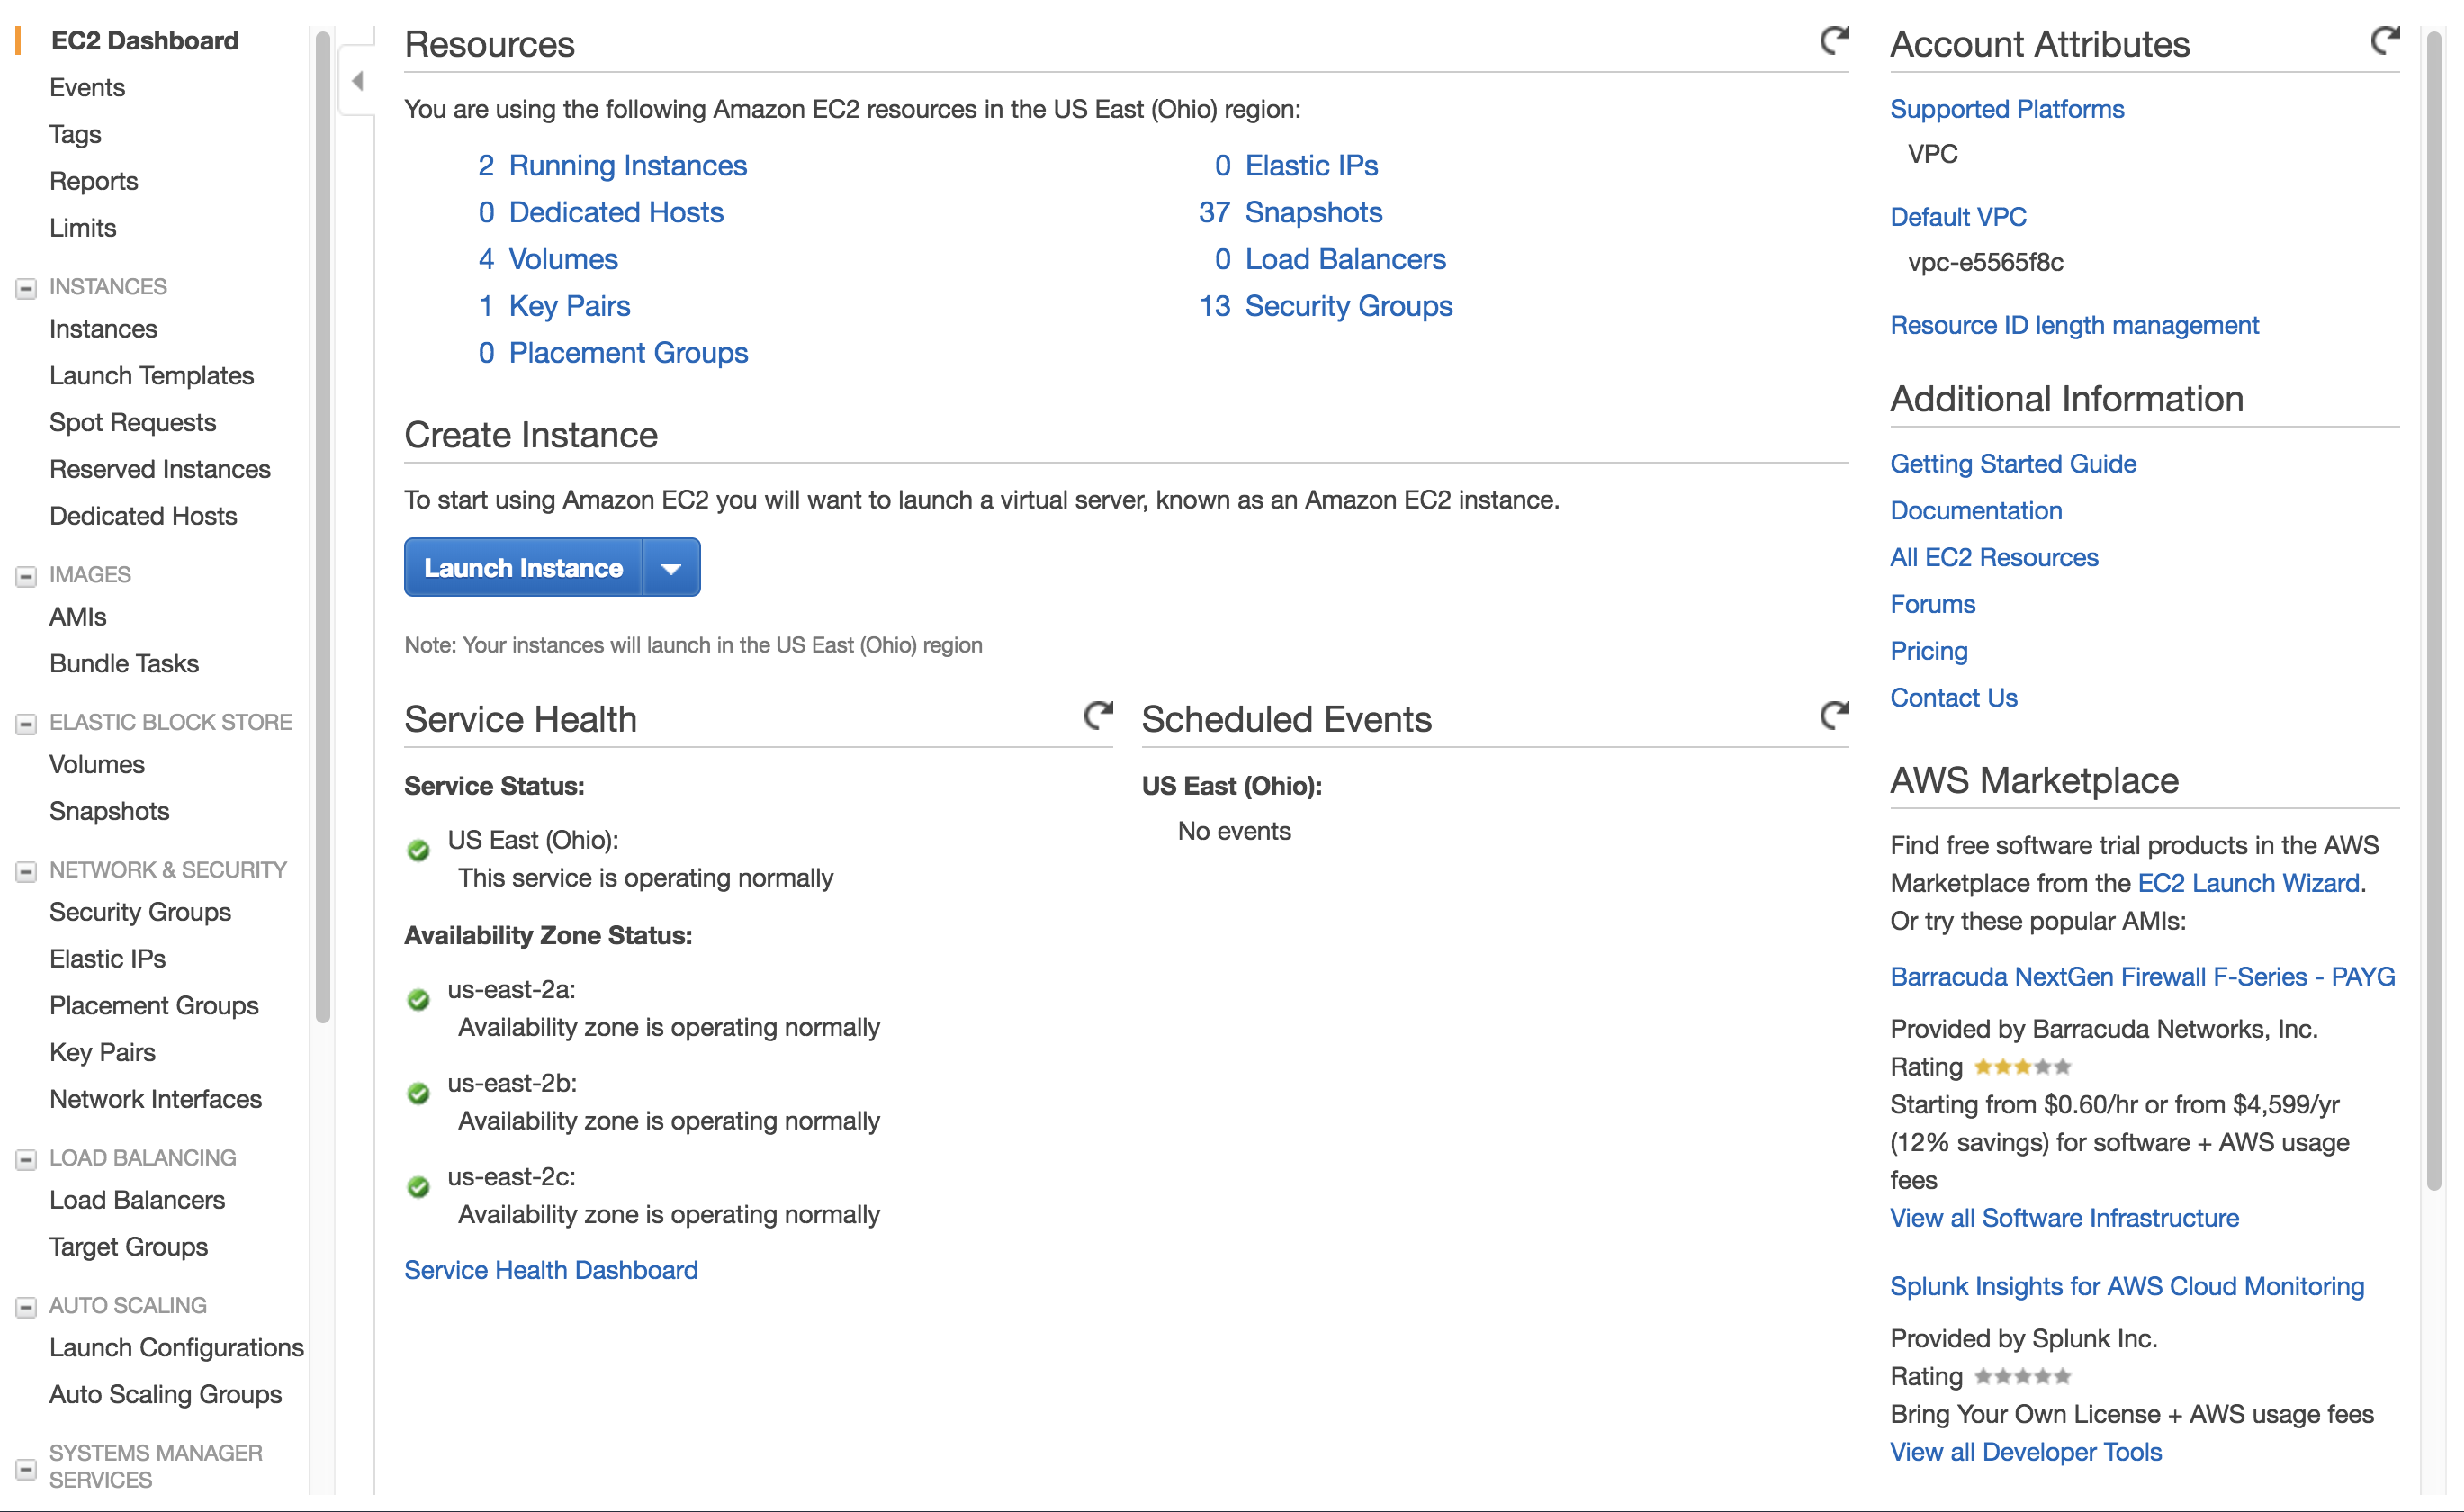 EC2 Dashboard
Events
Tags
Reports
Limits
INSTANCES
Instances
Launch Templates
Spot Requests
Reserved Instances
Dedicated Hosts
IMAGES
AMIs
Bundle Tasks
ELASTIC BLOCK STORE
Volumes
Snapshots
NETWORK & SECURITY
Security Groups
Elastic IPs
Placement Groups
Key Pairs
Network Interfaces
LOAD BALANCING
Load Balancers
Target Groups
AUTO SCALING
Launch Configurations
Auto Scaling Groups
SYSTEMS MANAGER
SERVICES
Resources
You are using the following Amazon EC2 resources in the US East (Ohio) region:
2 Running Instances
0 Dedicated Hosts
4 Volumes
1 Key Pairs
0 Placement Groups
0 Elastic IPs
37 Snapshots
0 Load Balancers
13 Security Groups
Create Instance
To start using Amazon EC2 you will want to launch a virtual server, known as an Amazon EC2 instance.
Launch Instance
Note: Your instances will launch in the US East (Ohio) region
Service Health
Service Status:
US East (Ohio):
This service is operating normally
Availability Zone Status:
us-east-2a:
Availability zone is operating normally
us-east-2b:
Availability zone is operating normally
us-east-2c:
Availability zone is operating normally
Service Health Dashboard
Scheduled Events
US East (Ohio):
No events
Account Attributes
Supported Platforms
VPC
Default VPC
vpc-e5565f8c
Resource ID length management
Additional Information
Getting Started Guide
Documentation
All EC2 Resources
Forums
Pricing
Contact Us
AWS Marketplace
Find free software trial products in the AWS
Marketplace from the EC2 Launch Wizard.
Or try these popular AMIs:
Barracuda NextGen Firewall F-Series - PAYG
Provided by Barracuda Networks, Inc.
Rating
Starting from $0.60/hr or from $4,599/yr
(12% savings) for software + AWS usage
fees
View all Software Infrastructure
Splunk Insights for AWS Cloud Monitoring
Provided by Splunk Inc.
Rating
Bring Your Own License + AWS usage fees
View all Developer Tools